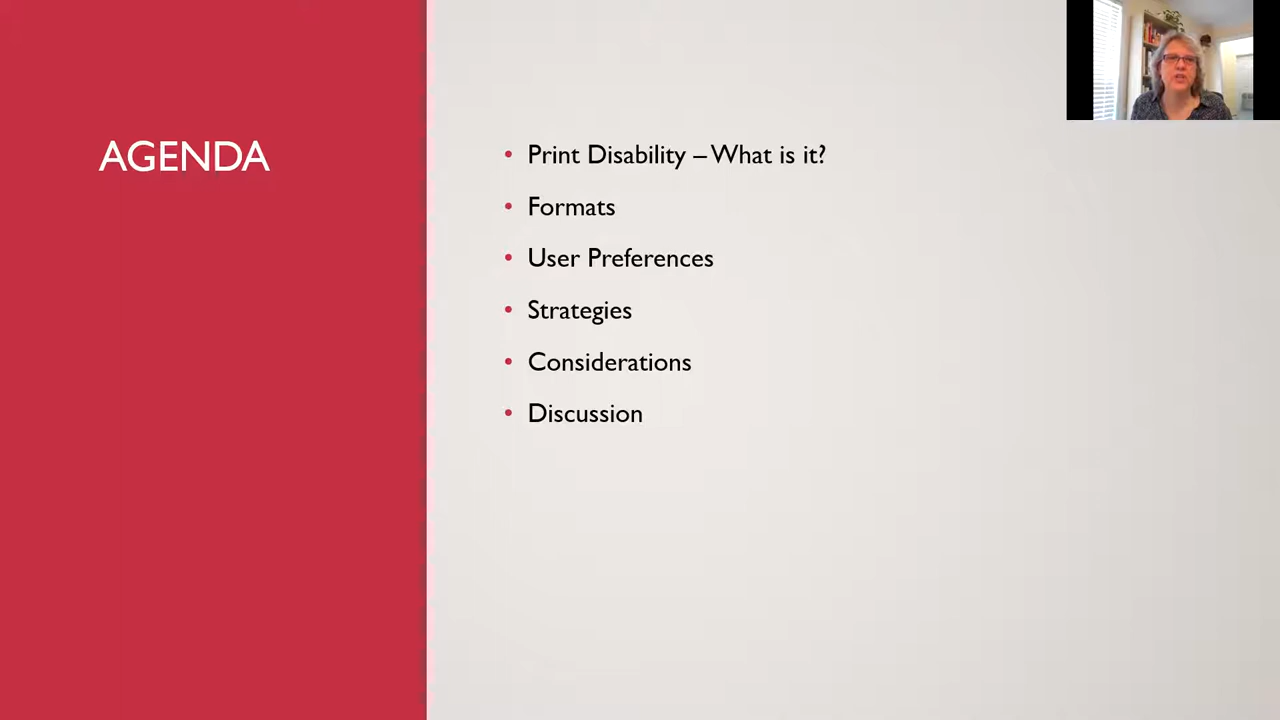 AGENDA
• Print Disability – What is it?
• Formats
• User Preferences
• Strategies
• Considerations
• Discussion